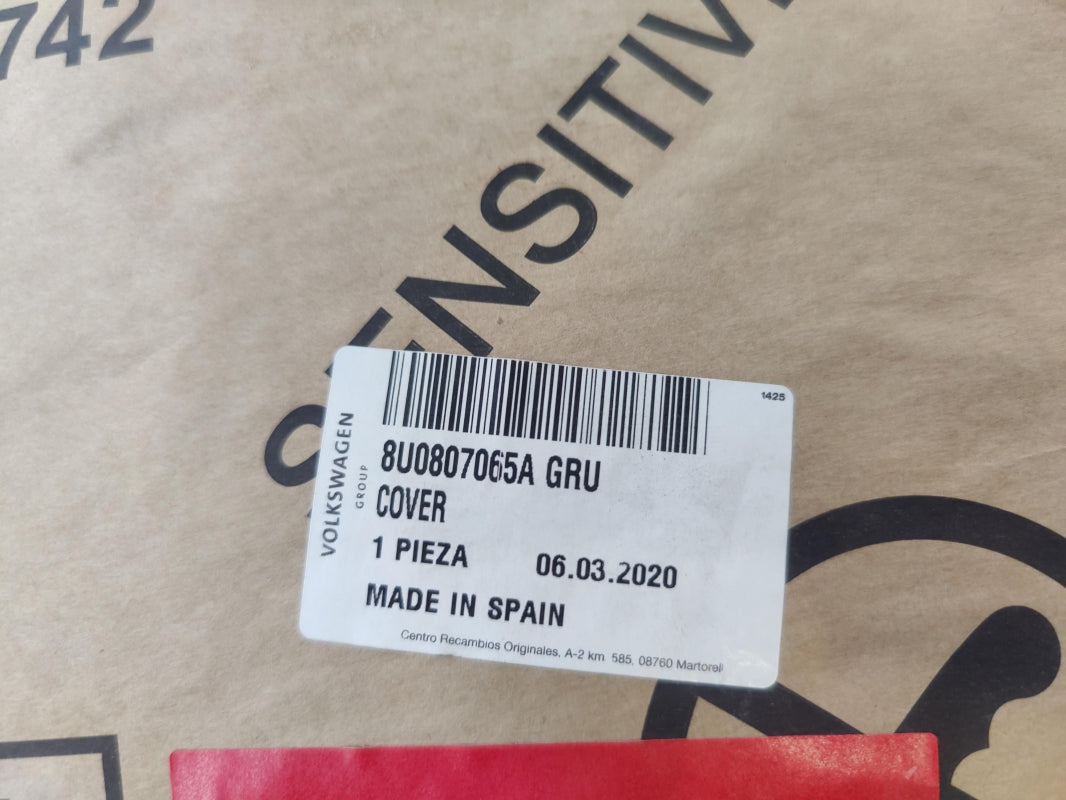 742
SENSITIV
1425
VOLKSWAGEN
GROUP
8U0807065A GRU
COVER
1 PIEZA 06.03.2020
MADE IN SPAIN
Centro Recambios Originales, A-2 km. 585, 08760 Martorell